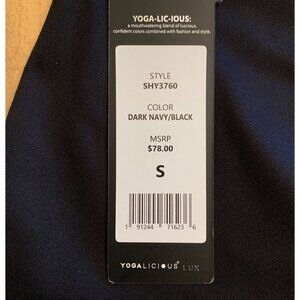 YOGA·LIC·IOUS:
a mouthwatering blend of luscious,
confident colors combined with fashion and style.
STYLE
SHY3760
COLOR
DARK NAVY/BLACK
MSRP
$78.00
S
1 91244 71623 6
YOGALICIOUS® LUX